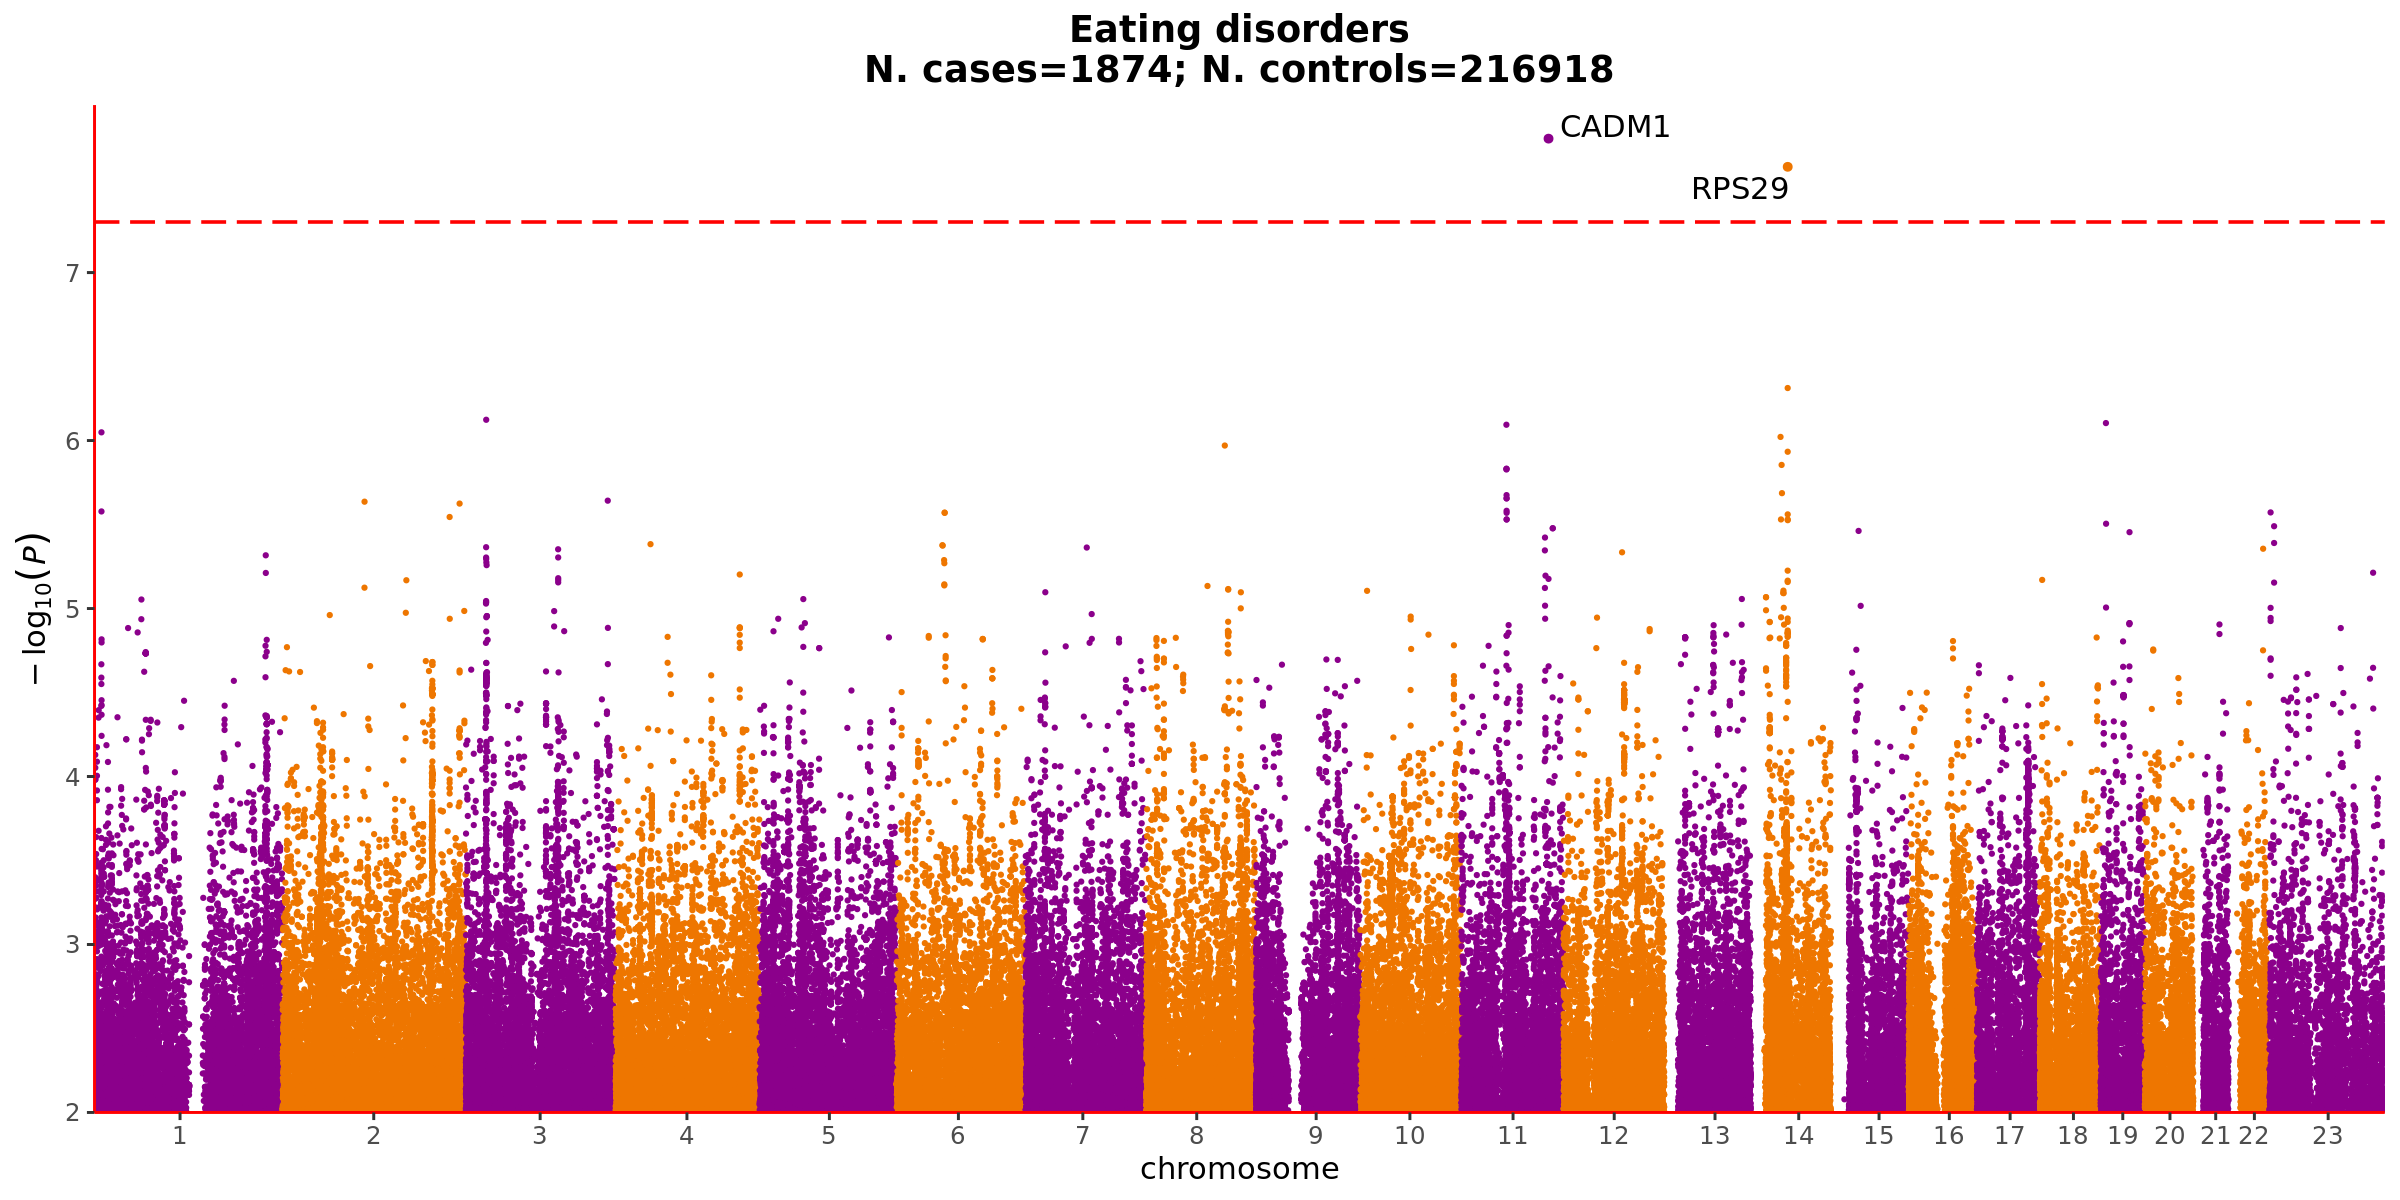 Eating disorders
N. cases=1874; N. controls=216918
CADM1
RPS29
7
6
5
4
3
2
− log10(P)
1 2 3 4 5 6 7 8 9 10 11 12 13 14 15 16 17 18 19 20 21 22 23
chromosome